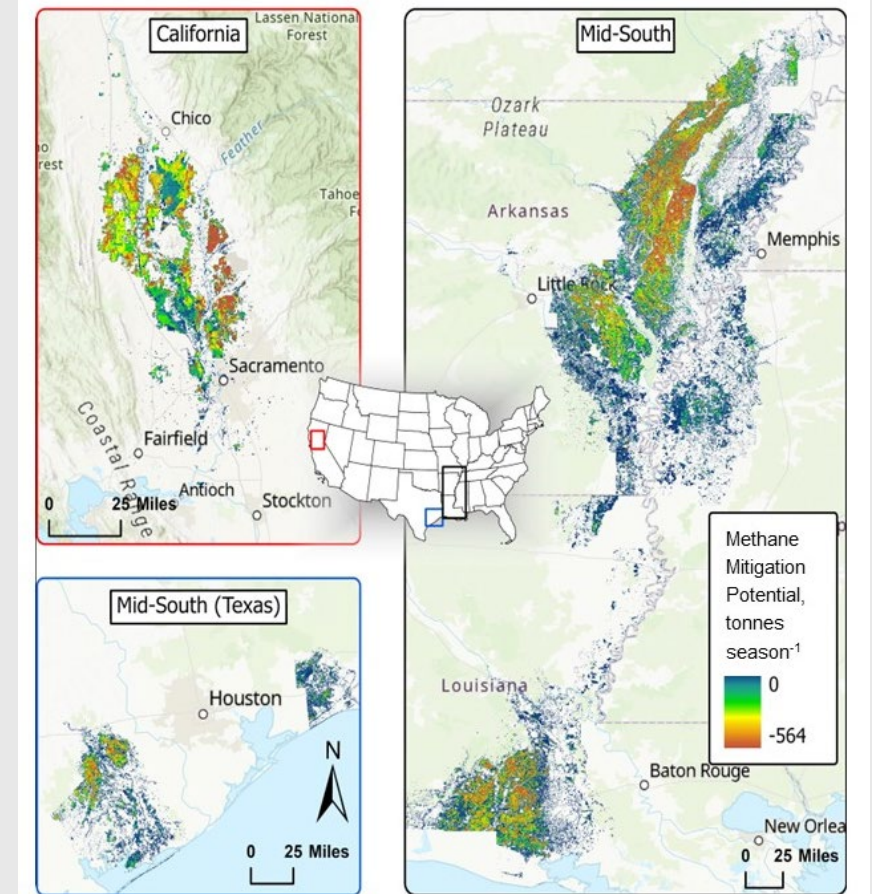 California
Lassen National
Forest
Chico
Feather
rest
Tahoe
Sacramento
Coastal Range
Fairfield
Antioch
Stockton
0 25 Miles
Mid-South
Ozark
Plateau
Arkansas
Memphis
Little Rock
Louisiana
Baton Rouge
New Orlea
0 25 Miles
Methane
Mitigation
Potential,
tonnes
season-1
0
-564
Mid-South (Texas)
Houston
N
0 25 Miles